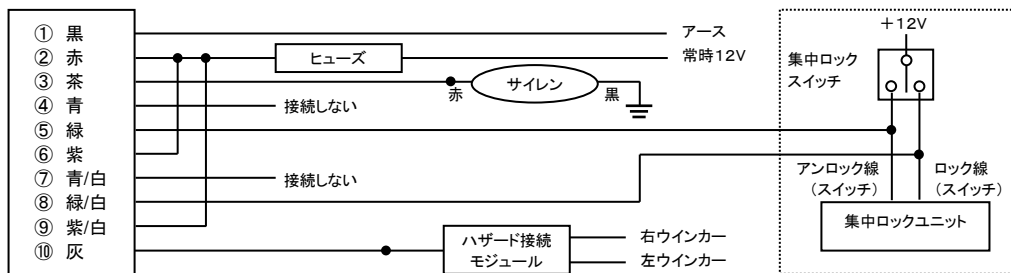 ① 黒
② 赤
③ 茶
④ 青
⑤ 緑
⑥ 紫
⑦ 青/白
⑧ 緑/白
⑨ 紫/白
⑩ 灰
アース
ヒューズ
常時12V
赤
サイレン
黒
接続しない
接続しない
ハザード接続
モジュール
右ウインカー
左ウインカー
+12V
集中ロック
スイッチ
アンロック線
(スイッチ)
ロック線
(スイッチ)
集中ロックユニット